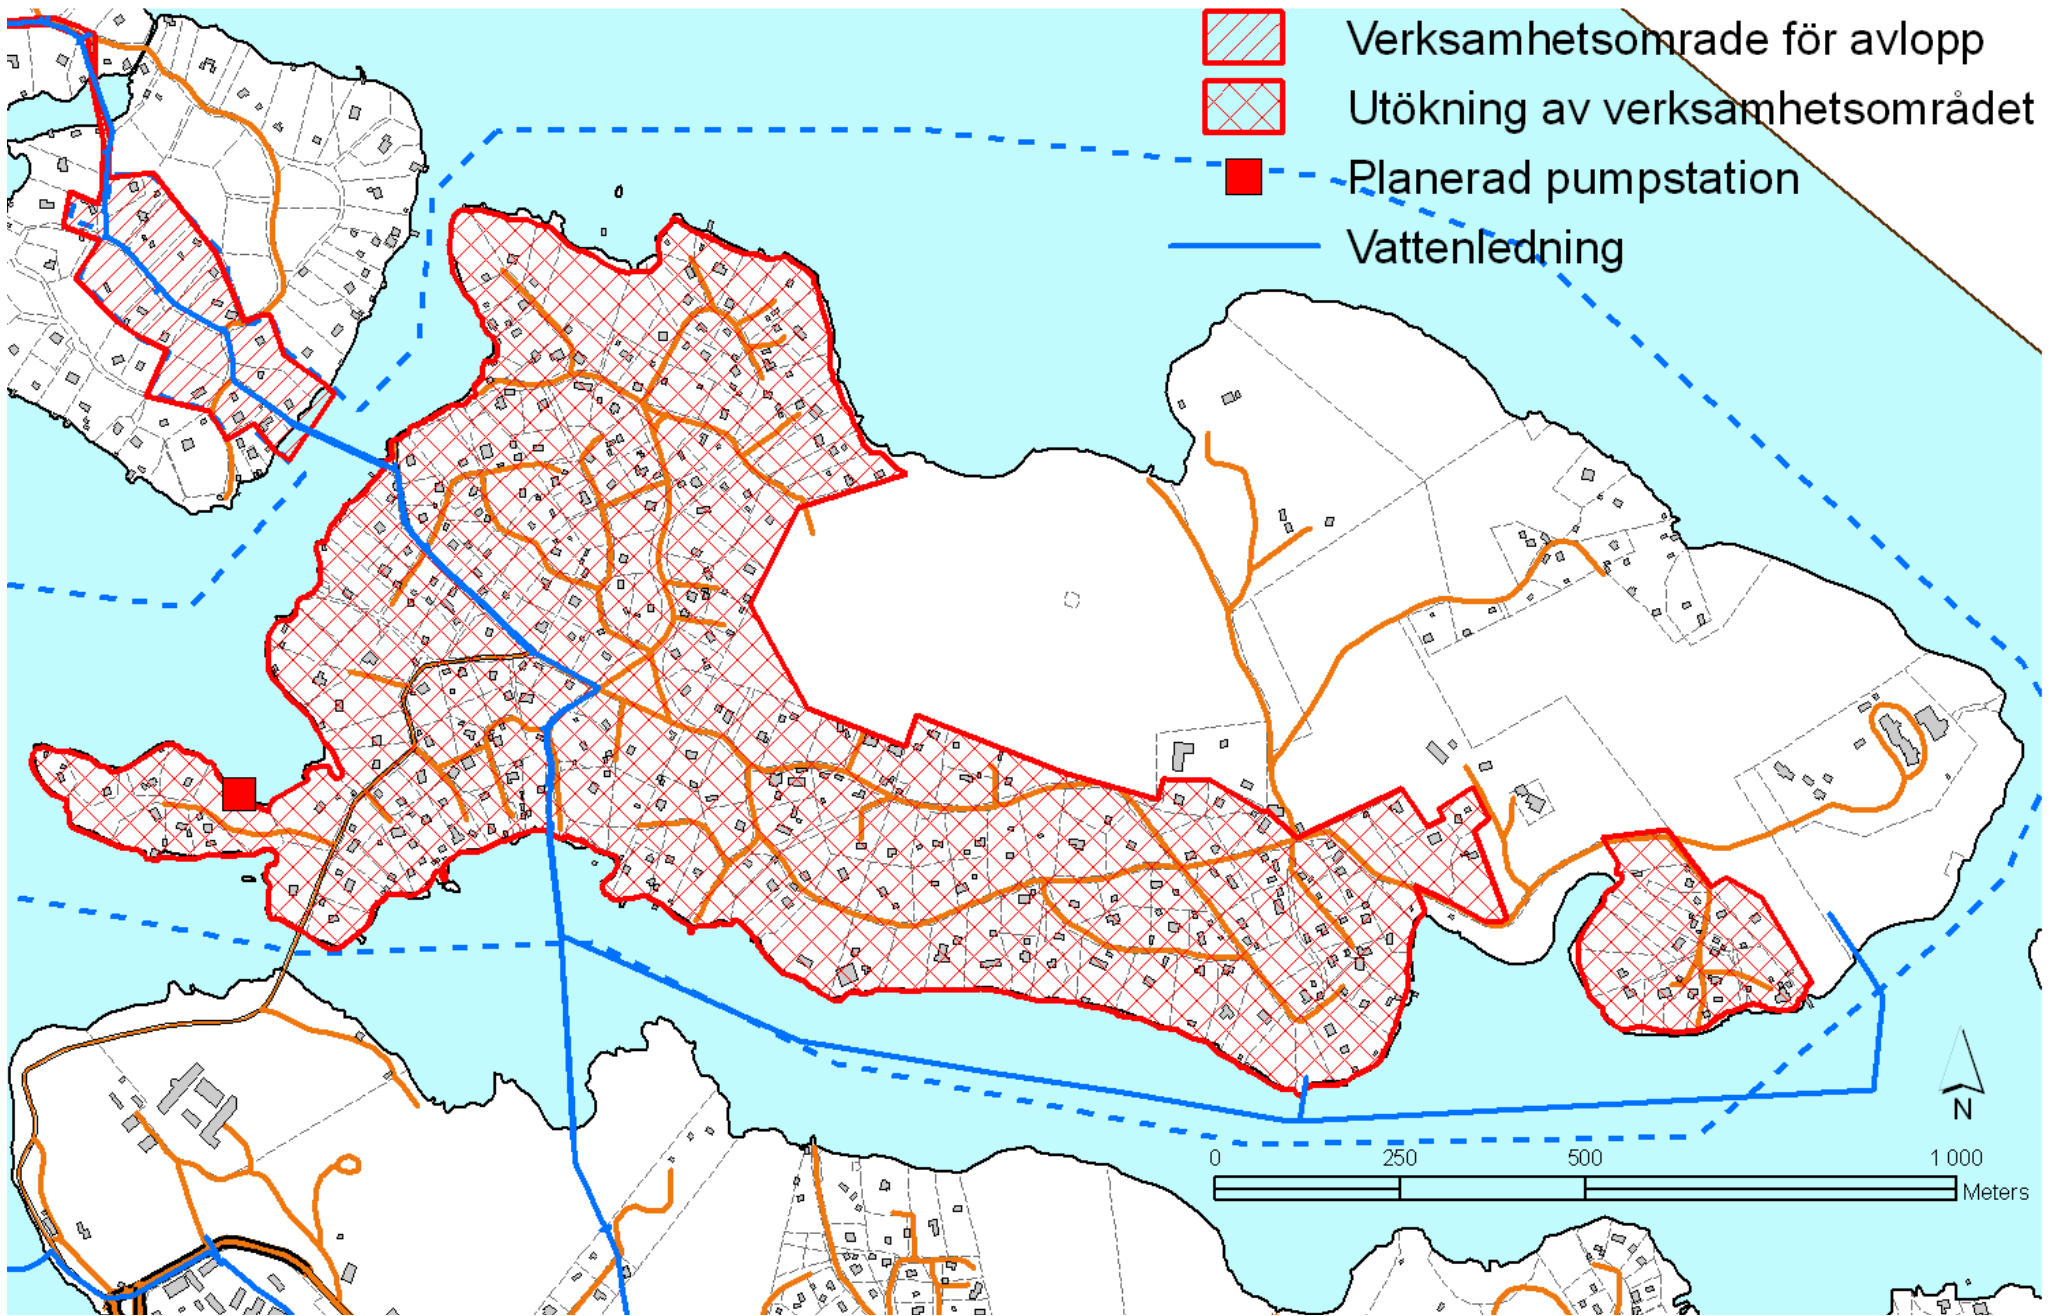 Verksamhetsområde för avlopp
Utökning av verksamhetsområdet
Planerad pumpstation
Vattenledning
N
0 250 500 1 000
Meters